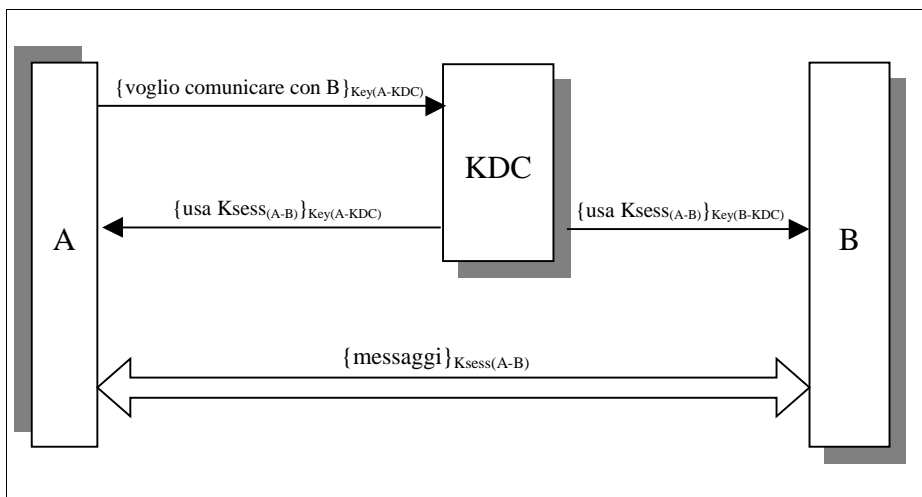 {voglio comunicare con B}Key(A-KDC)
KDC
{usa Ksess(A-B)}Key(A-KDC)
{usa Ksess(A-B)}Key(B-KDC)
A
B
{messaggi}Ksess(A-B)